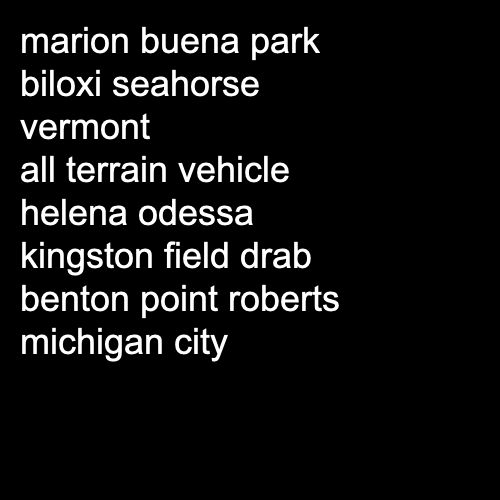 marion buena park
biloxi seahorse
vermont
all terrain vehicle
helena odessa
kingston field drab
benton point roberts
michigan city